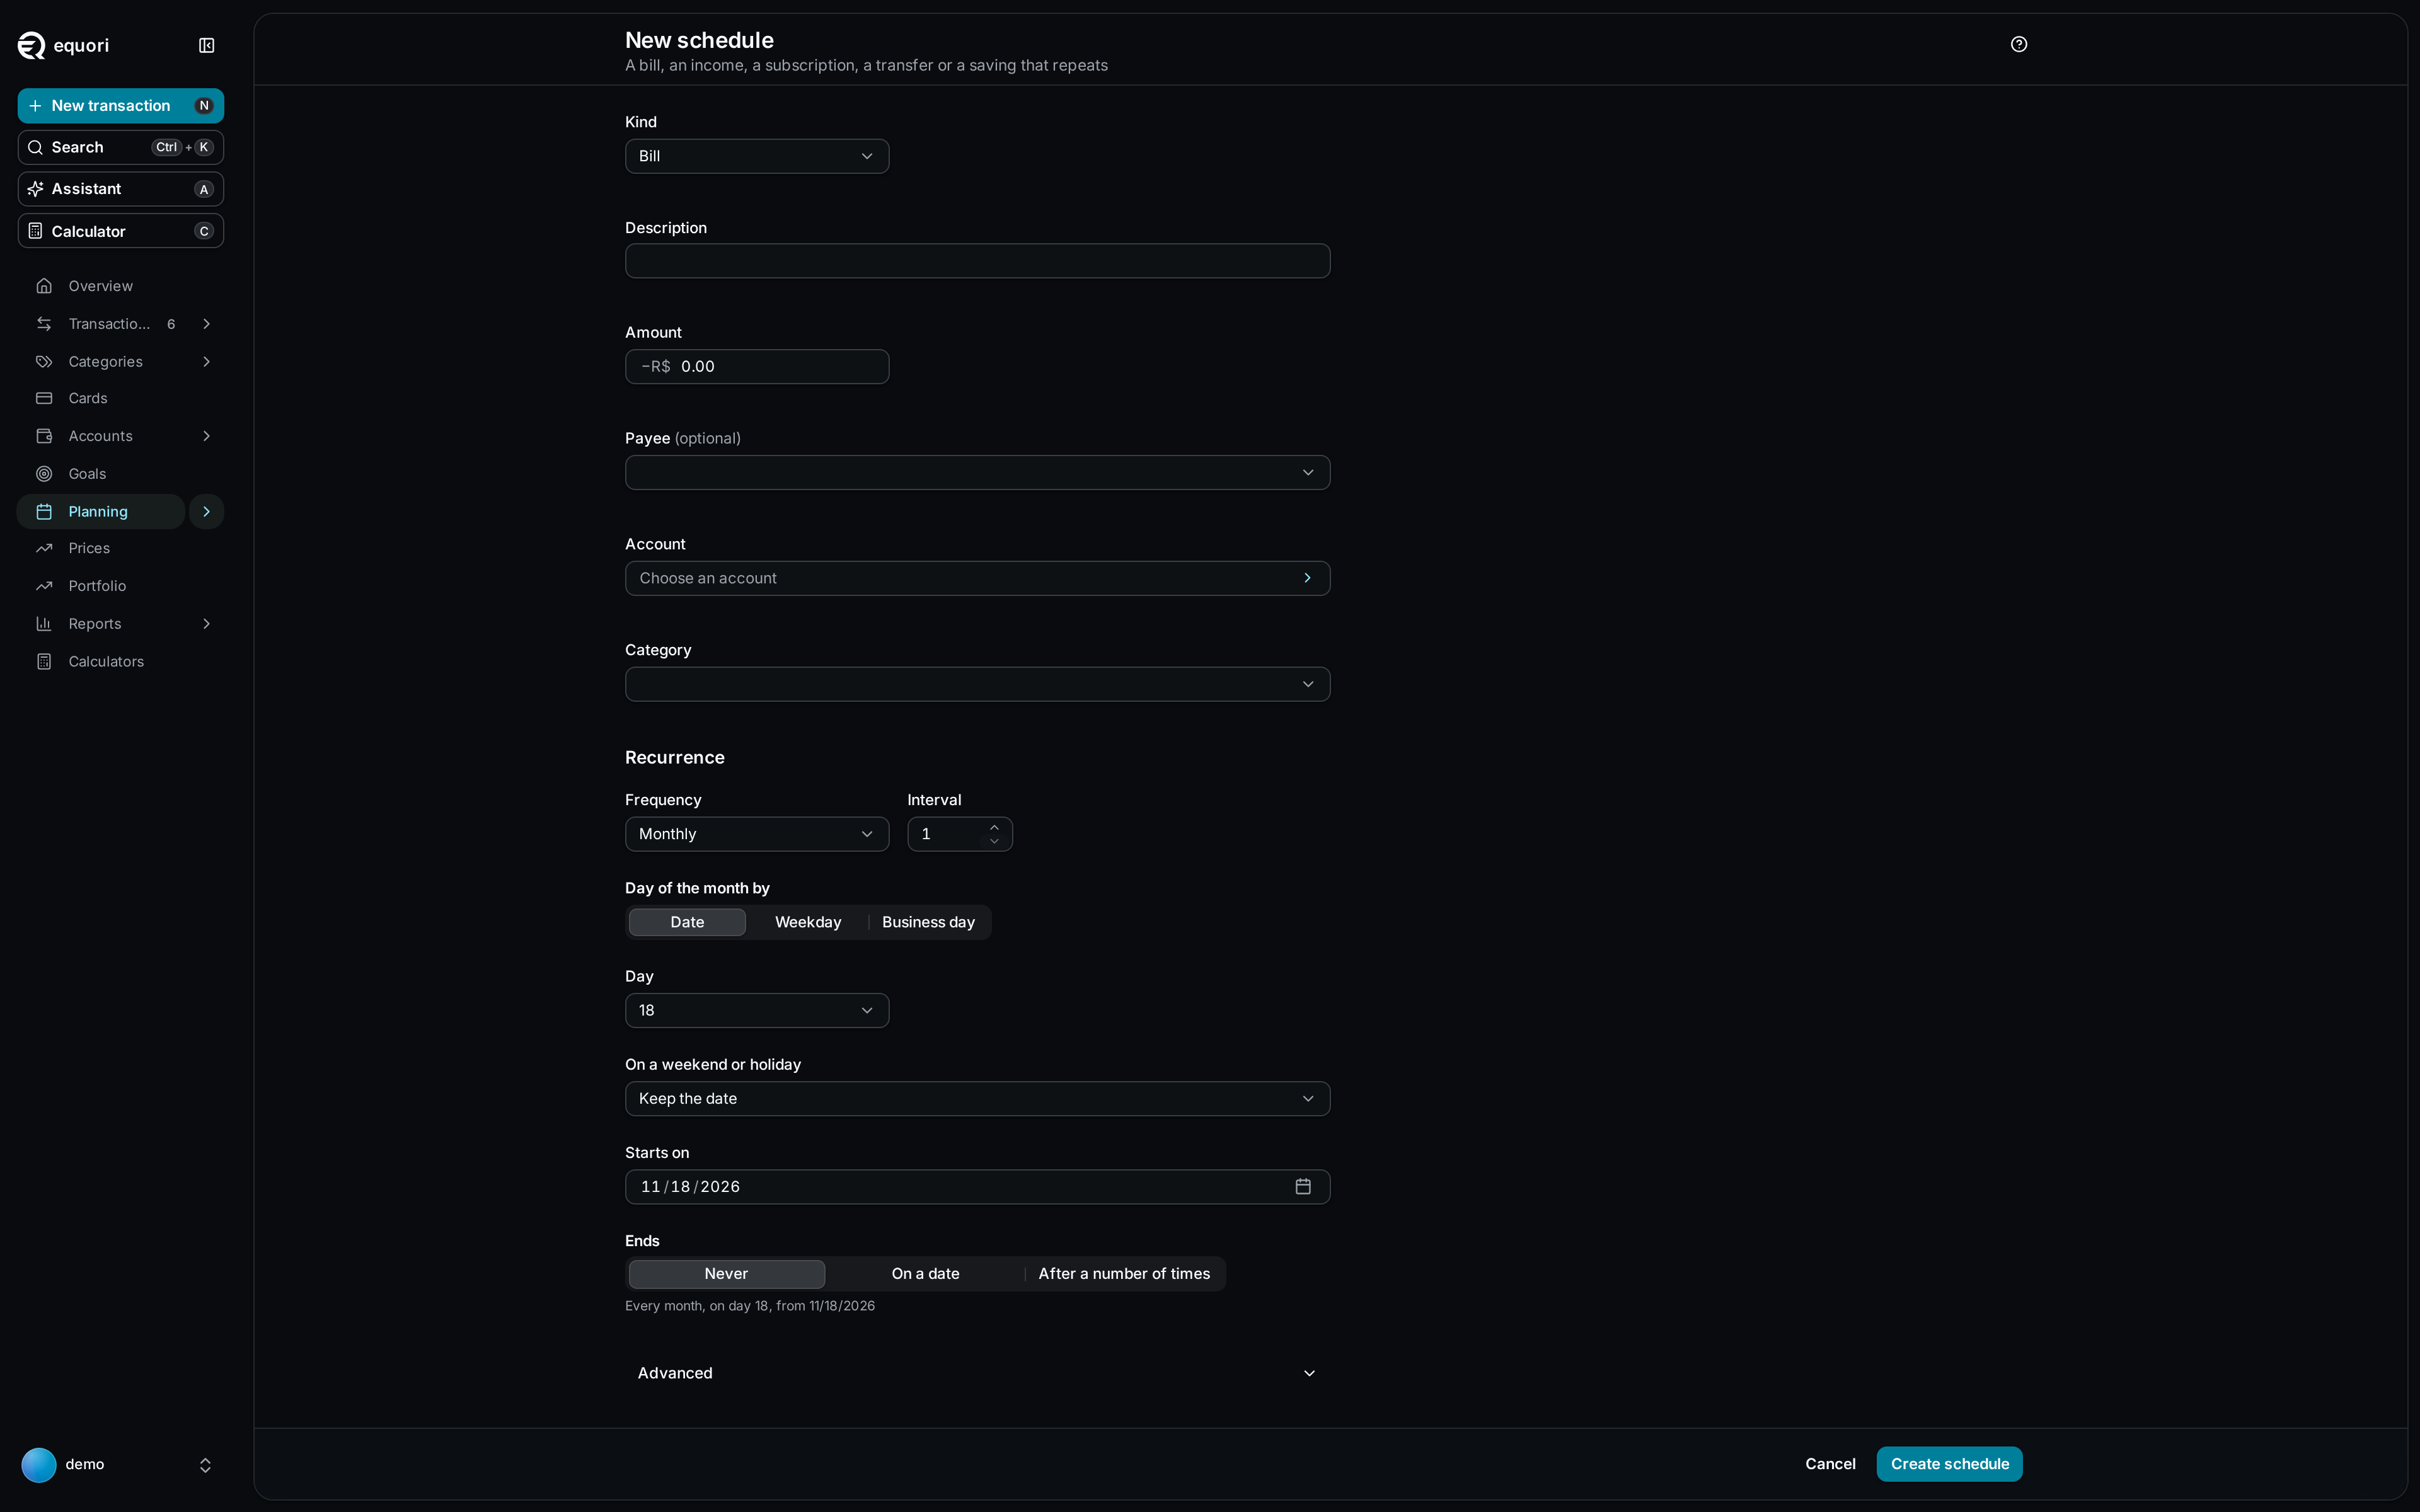 equori
New transaction N
Search Ctrl + K
Assistant A
Calculator C
Overview
Transactio... 6
Categories
Cards
Accounts
Goals
Planning
Prices
Portfolio
Reports
Calculators
demo
New schedule
A bill, an income, a subscription, a transfer or a saving that repeats
Kind
Bill
Description
Amount
−R$ 0.00
Payee (optional)
Account
Choose an account
Category
Recurrence
Frequency Interval
Monthly 1
Day of the month by
Date Weekday Business day
Day
18
On a weekend or holiday
Keep the date
Starts on
11/18/2026
Ends
Never On a date After a number of times
Every month, on day 18, from 11/18/2026
Advanced
Cancel Create schedule